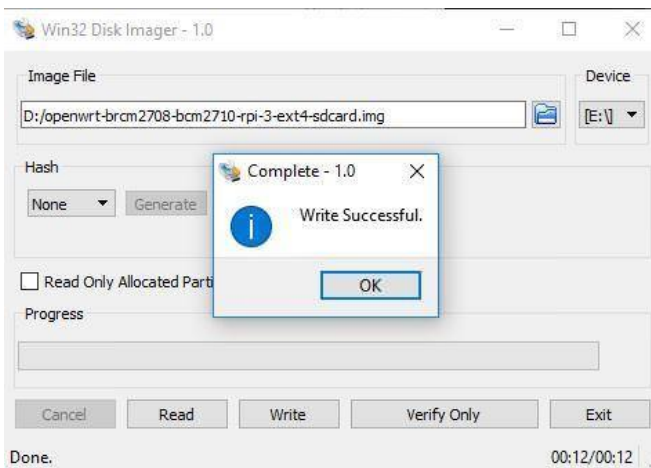 Win32 Disk Imager - 1.0
Image File
Device
D:/openwrt-brcm2708-bcm2710-rpi-3-ext4-sdcard.img
[E:\]
Hash
None
Generate
Complete - 1.0
Write Successful.
OK
Read Only Allocated Parti
Progress
Cancel
Read
Write
Verify Only
Exit
Done.
00:12/00:12